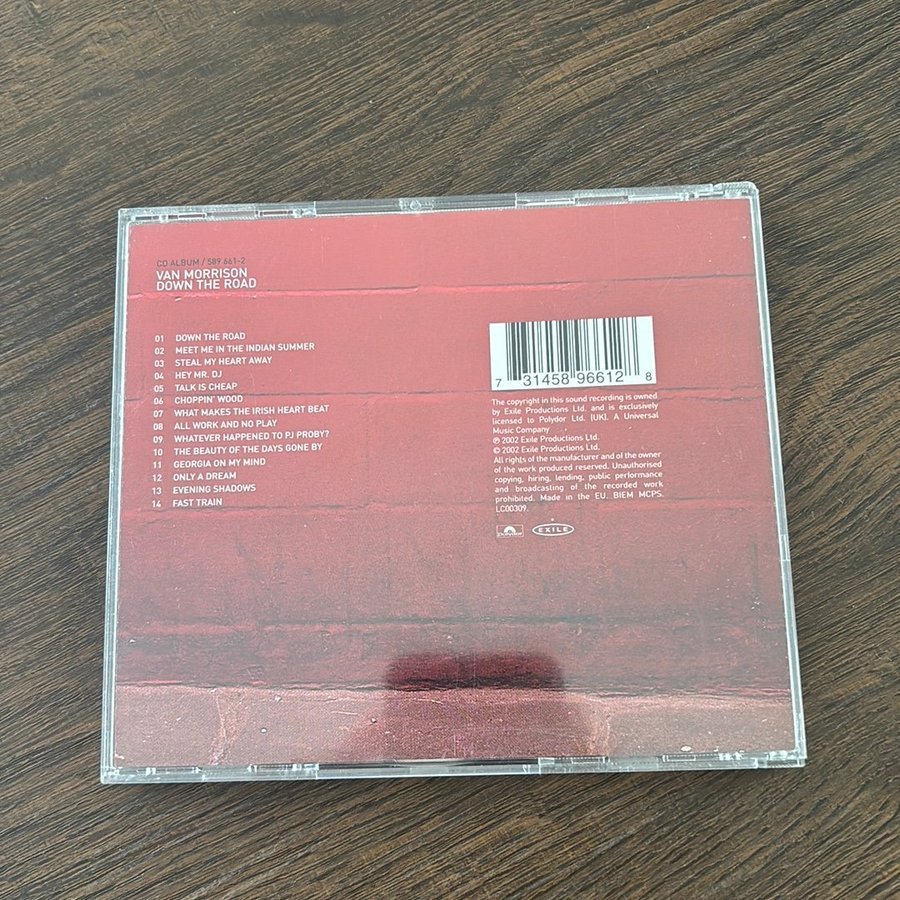 CD ALBUM / 589 661-2
VAN MORRISON
DOWN THE ROAD
01 DOWN THE ROAD
02 MEET ME IN THE INDIAN SUMMER
03 STEAL MY HEART AWAY
04 HEY MR. DJ
05 TALK IS CHEAP
06 CHOPPIN' WOOD
07 WHAT MAKES THE IRISH HEART BEAT
08 ALL WORK AND NO PLAY
09 WHATEVER HAPPENED TO PJ PROBY?
10 THE BEAUTY OF THE DAYS GONE BY
11 GEORGIA ON MY MIND
12 ONLY A DREAM
13 EVENING SHADOWS
14 FAST TRAIN
7 31458 96612 8
The copyright in this sound recording is owned
by Exile Productions Ltd. and is exclusively
licensed to Polydor Ltd. (UK). A Universal
Music Company
℗ 2002 Exile Productions Ltd.
© 2002 Exile Productions Ltd.
All rights of the manufacturer and of the owner
of the work produced reserved. Unauthorised
copying, hiring, lending, public performance
and broadcasting of the recorded work
prohibited. Made in the EU. BIEM MCPS.
LC00309.
Polydor
EXILE